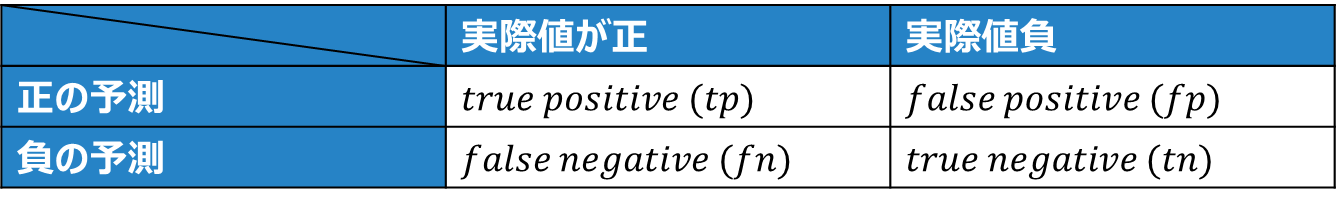 実際値が正 実際値負
正の予測 true positive (tp) false positive (fp)
負の予測 false negative (fn) true negative (tn)